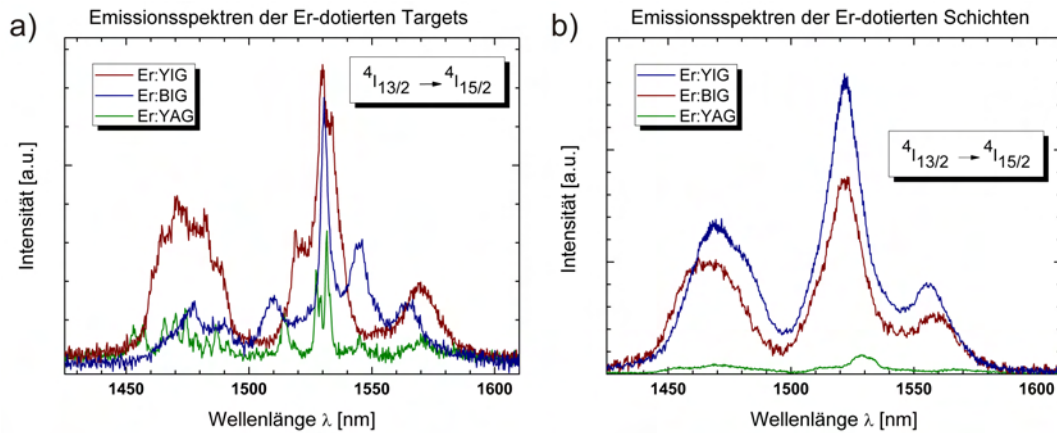 a)
Emissionsspektren der Er-dotierten Targets
Er:YIG
Er:BIG
Er:YAG
4I13/2 → 4I15/2
Intensität [a.u.]
1450 1500 1550 1600
Wellenlänge λ [nm]
b)
Emissionsspektren der Er-dotierten Schichten
Er:YIG
Er:BIG
Er:YAG
4I13/2 → 4I15/2
Intensität [a.u.]
1450 1500 1550 1600
Wellenlänge λ [nm]